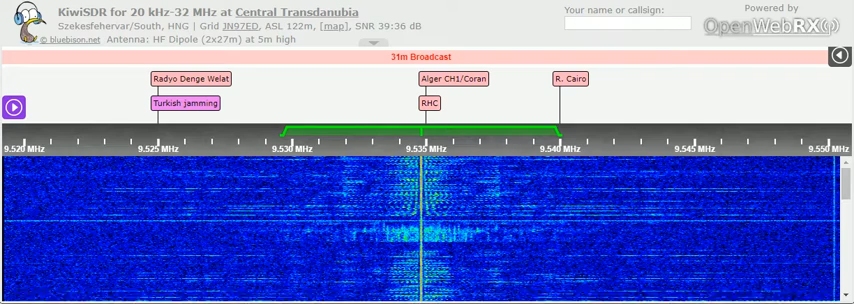 KiwiSDR for 20 kHz-32 MHz at Central Transdanubia
Szekesfehervar/South, HNG | Grid JN97ED, ASL 122m, [map], SNR 39:36 dB
© bluebison.net Antenna: HF Dipole (2x27m) at 5m high
Your name or callsign:
Powered by
OpenWebRX
31m Broadcast
Radyo Denge Welat
Alger CH1/Coran
R. Cairo
Turkish jamming
RHC
9.520 MHz 9.525 MHz 9.530 MHz 9.535 MHz 9.540 MHz 9.545 MHz 9.550 MHz